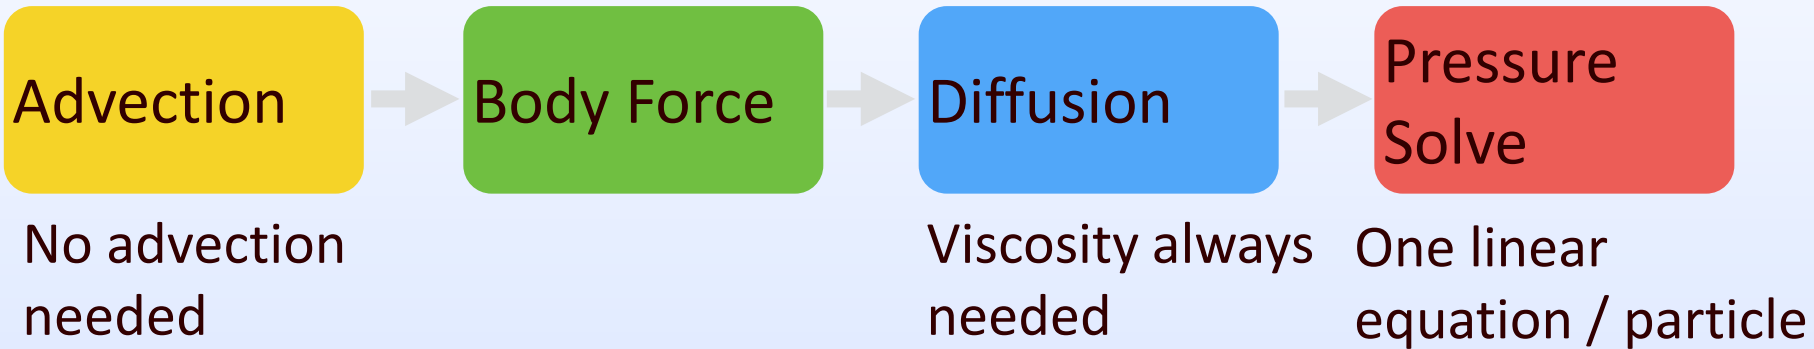 Advection
Body Force
Diffusion
Pressure
Solve
No advection
needed
Viscosity always
needed
One linear
equation / particle